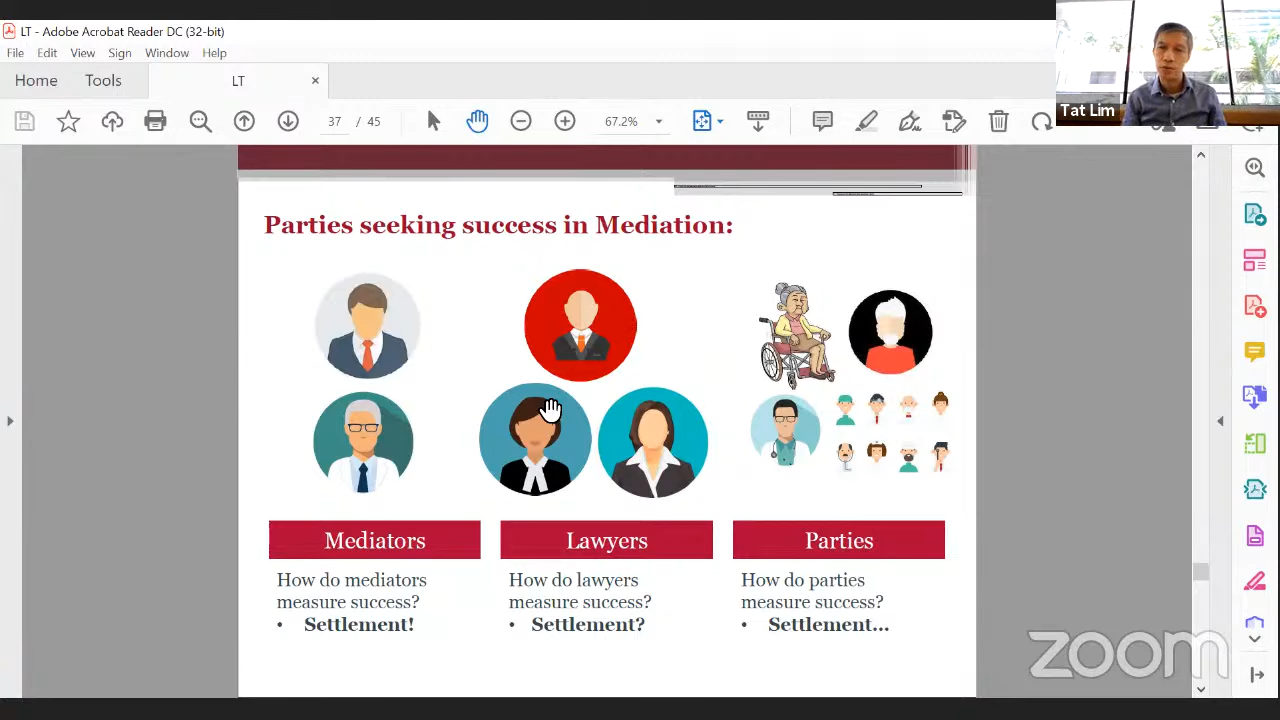 LT - Adobe Acrobat Reader DC (32-bit)
File Edit View Sign Window Help
Home Tools LT ×
37 / 45 67.2%
Tat Lim
Parties seeking success in Mediation:
Mediators Lawyers Parties
How do mediators
measure success?
• Settlement!
How do lawyers
measure success?
• Settlement?
How do parties
measure success?
• Settlement...
zoom